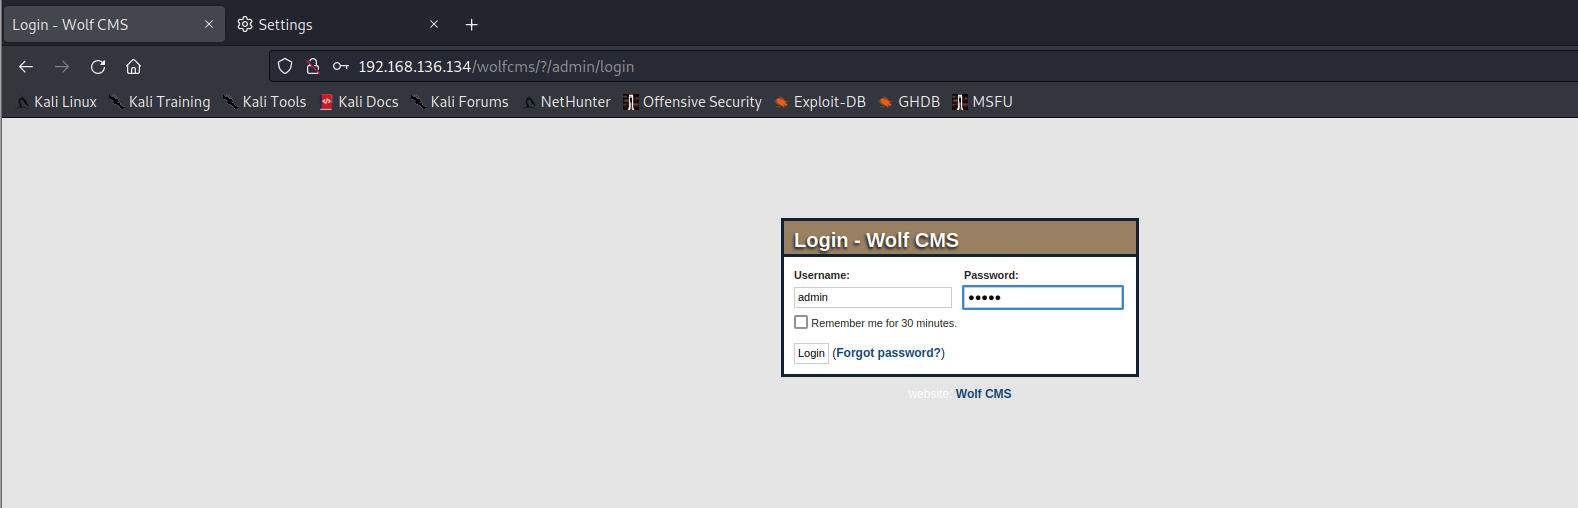 Login - Wolf CMS
Settings
192.168.136.134/wolfcms/?/admin/login
Kali Linux Kali Training Kali Tools Kali Docs Kali Forums NetHunter Offensive Security Exploit-DB GHDB MSFU
Login - Wolf CMS
Username: Password:
admin •••••
Remember me for 30 minutes.
Login (Forgot password?)
website: Wolf CMS